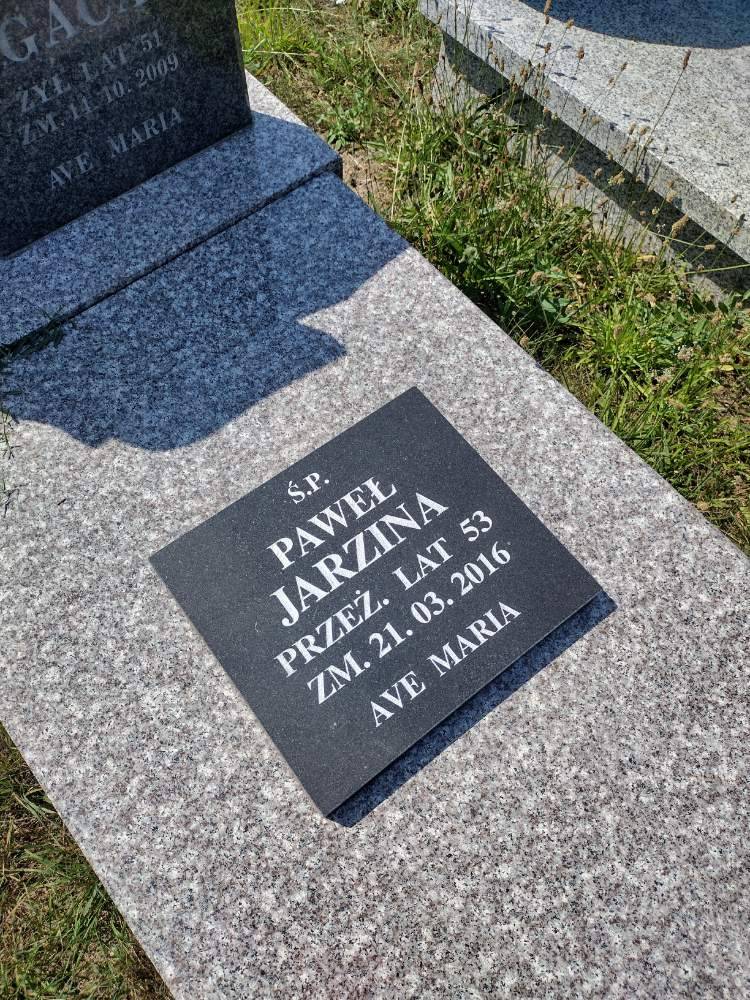 ŻYŁ LAT 51
ZM. 11. 10. 2009
AVE MARIA
Ś.P.
PAWEŁ
JARZINA
PRZEŻ. LAT 53
ZM. 21. 03. 2016
AVE MARIA